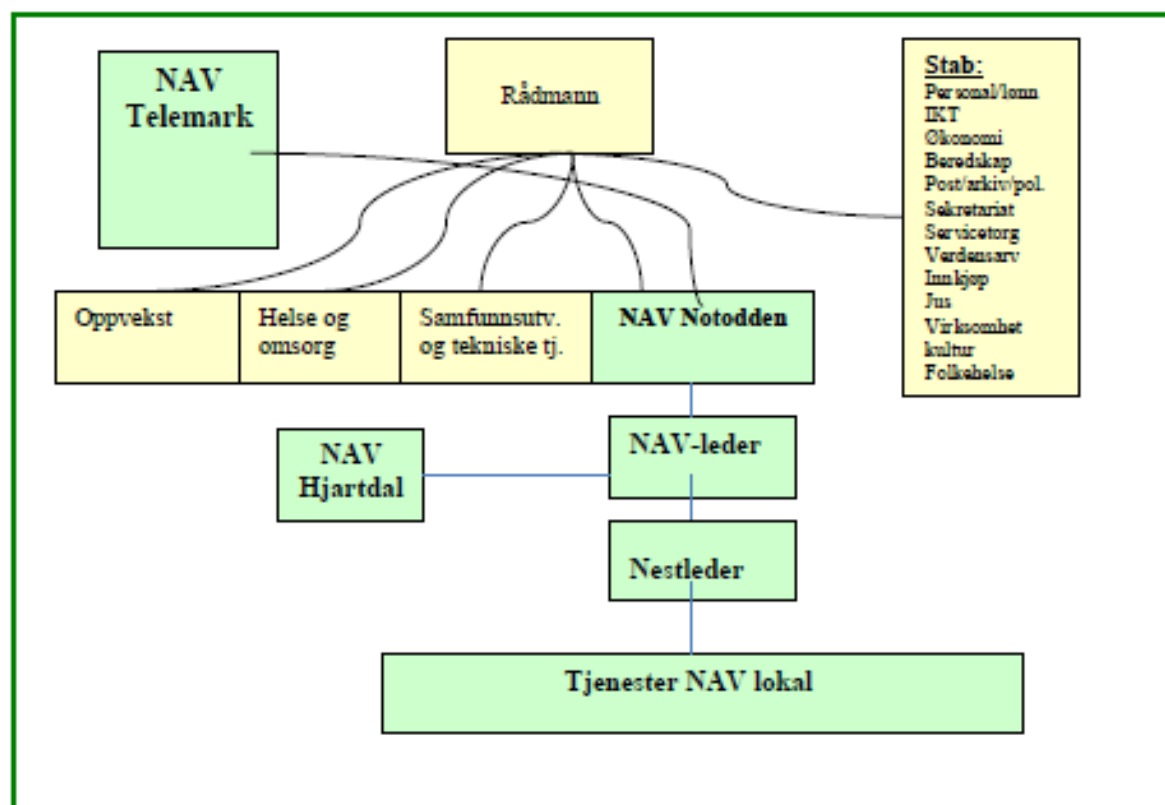 NAV
Telemark
Rådmann
Stab:
Personal/lønn
IKT
Økonomi
Beredskap
Post/arkiv/pol.
Sekretariat
Servicetorg
Verdensarv
Innkjøp
Jus
Virksomhet
kultur
Folkehelse
Oppvekst
Helse og
omsorg
Samfunnsutv.
og tekniske tj.
NAV Notodden
NAV
Hjartdal
NAV-leder
Nestleder
Tjenester NAV lokal